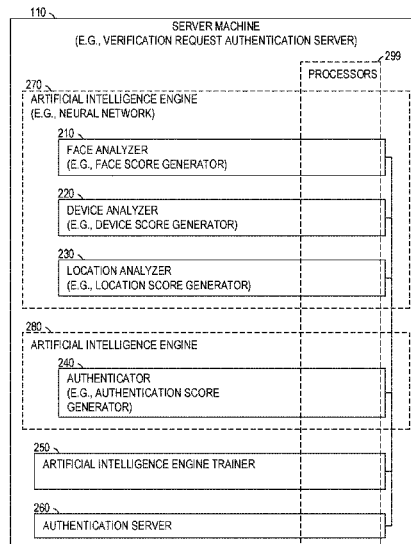 110
SERVER MACHINE
(E.G., VERIFICATION REQUEST AUTHENTICATION SERVER)
299
PROCESSORS
270
ARTIFICIAL INTELLIGENCE ENGINE
(E.G., NEURAL NETWORK)
210
FACE ANALYZER
(E.G., FACE SCORE GENERATOR)
220
DEVICE ANALYZER
(E.G., DEVICE SCORE GENERATOR)
230
LOCATION ANALYZER
(E.G., LOCATION SCORE GENERATOR)
280
ARTIFICIAL INTELLIGENCE ENGINE
240
AUTHENTICATOR
(E.G., AUTHENTICATION SCORE
GENERATOR)
250
ARTIFICIAL INTELLIGENCE ENGINE TRAINER
260
AUTHENTICATION SERVER